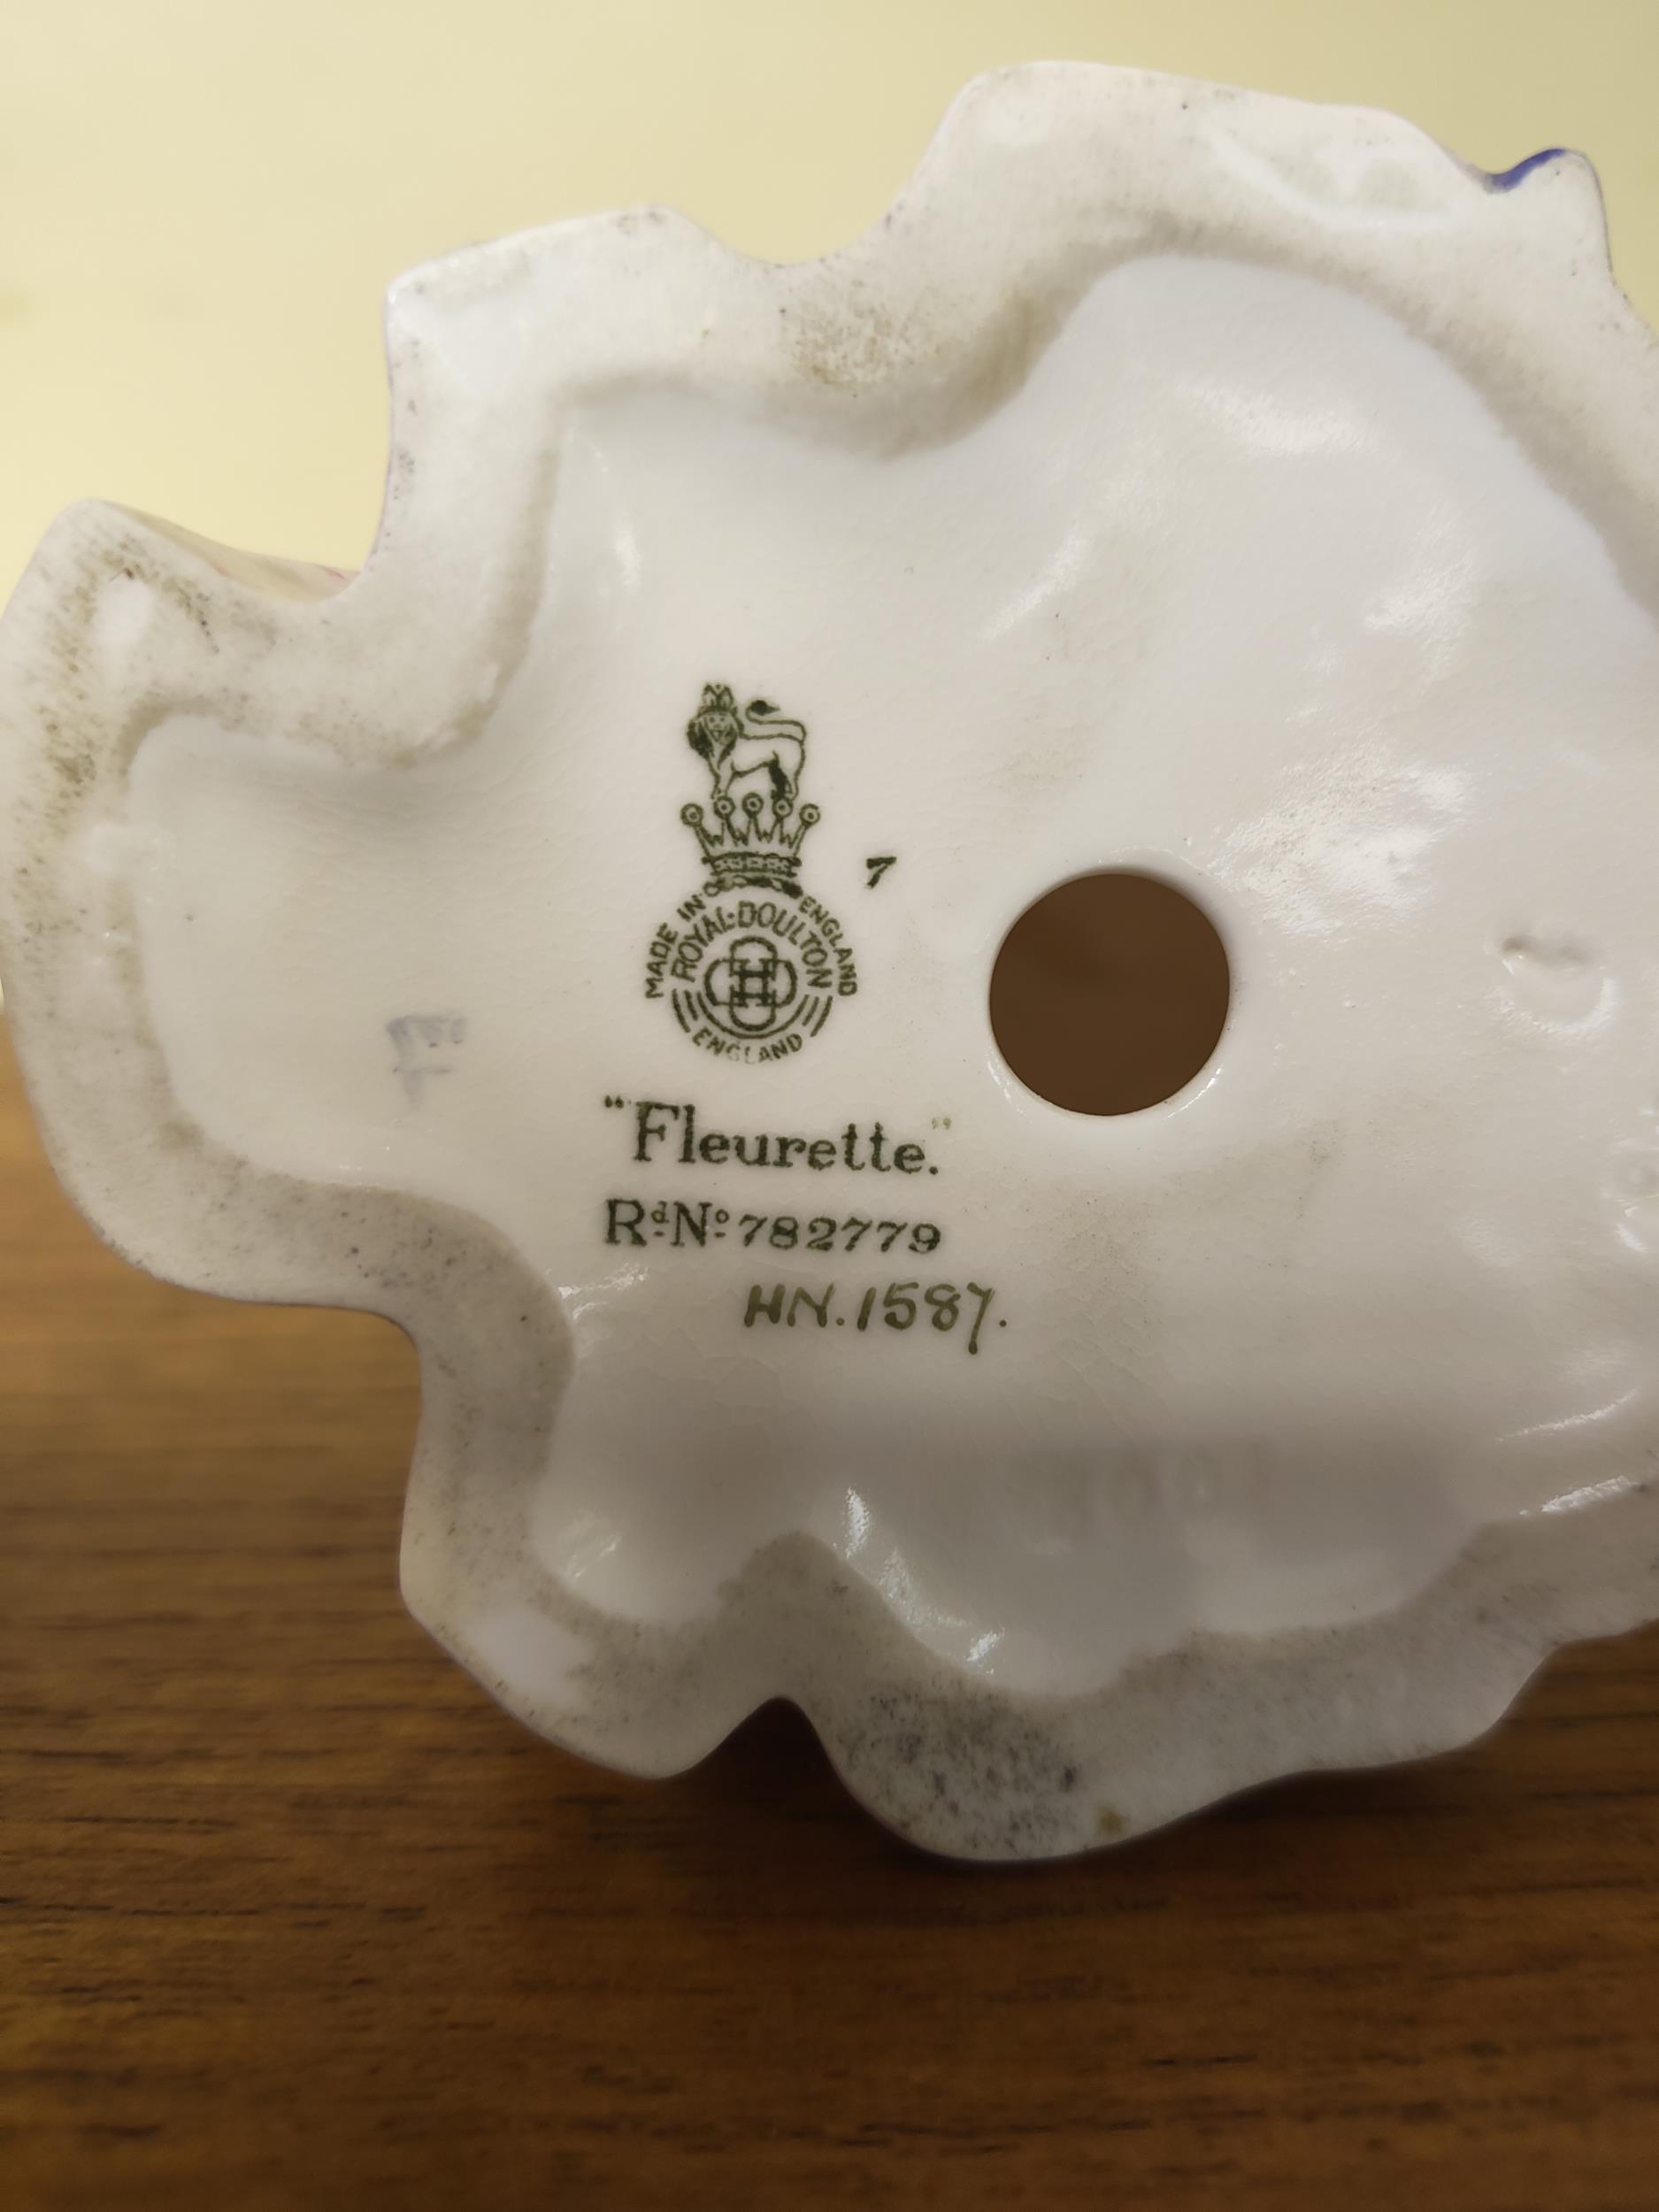 7
MADE IN ENGLAND
ROYAL·DOULTON
ENGLAND
"Fleurette."
Rd. No. 782779
HN.1587.